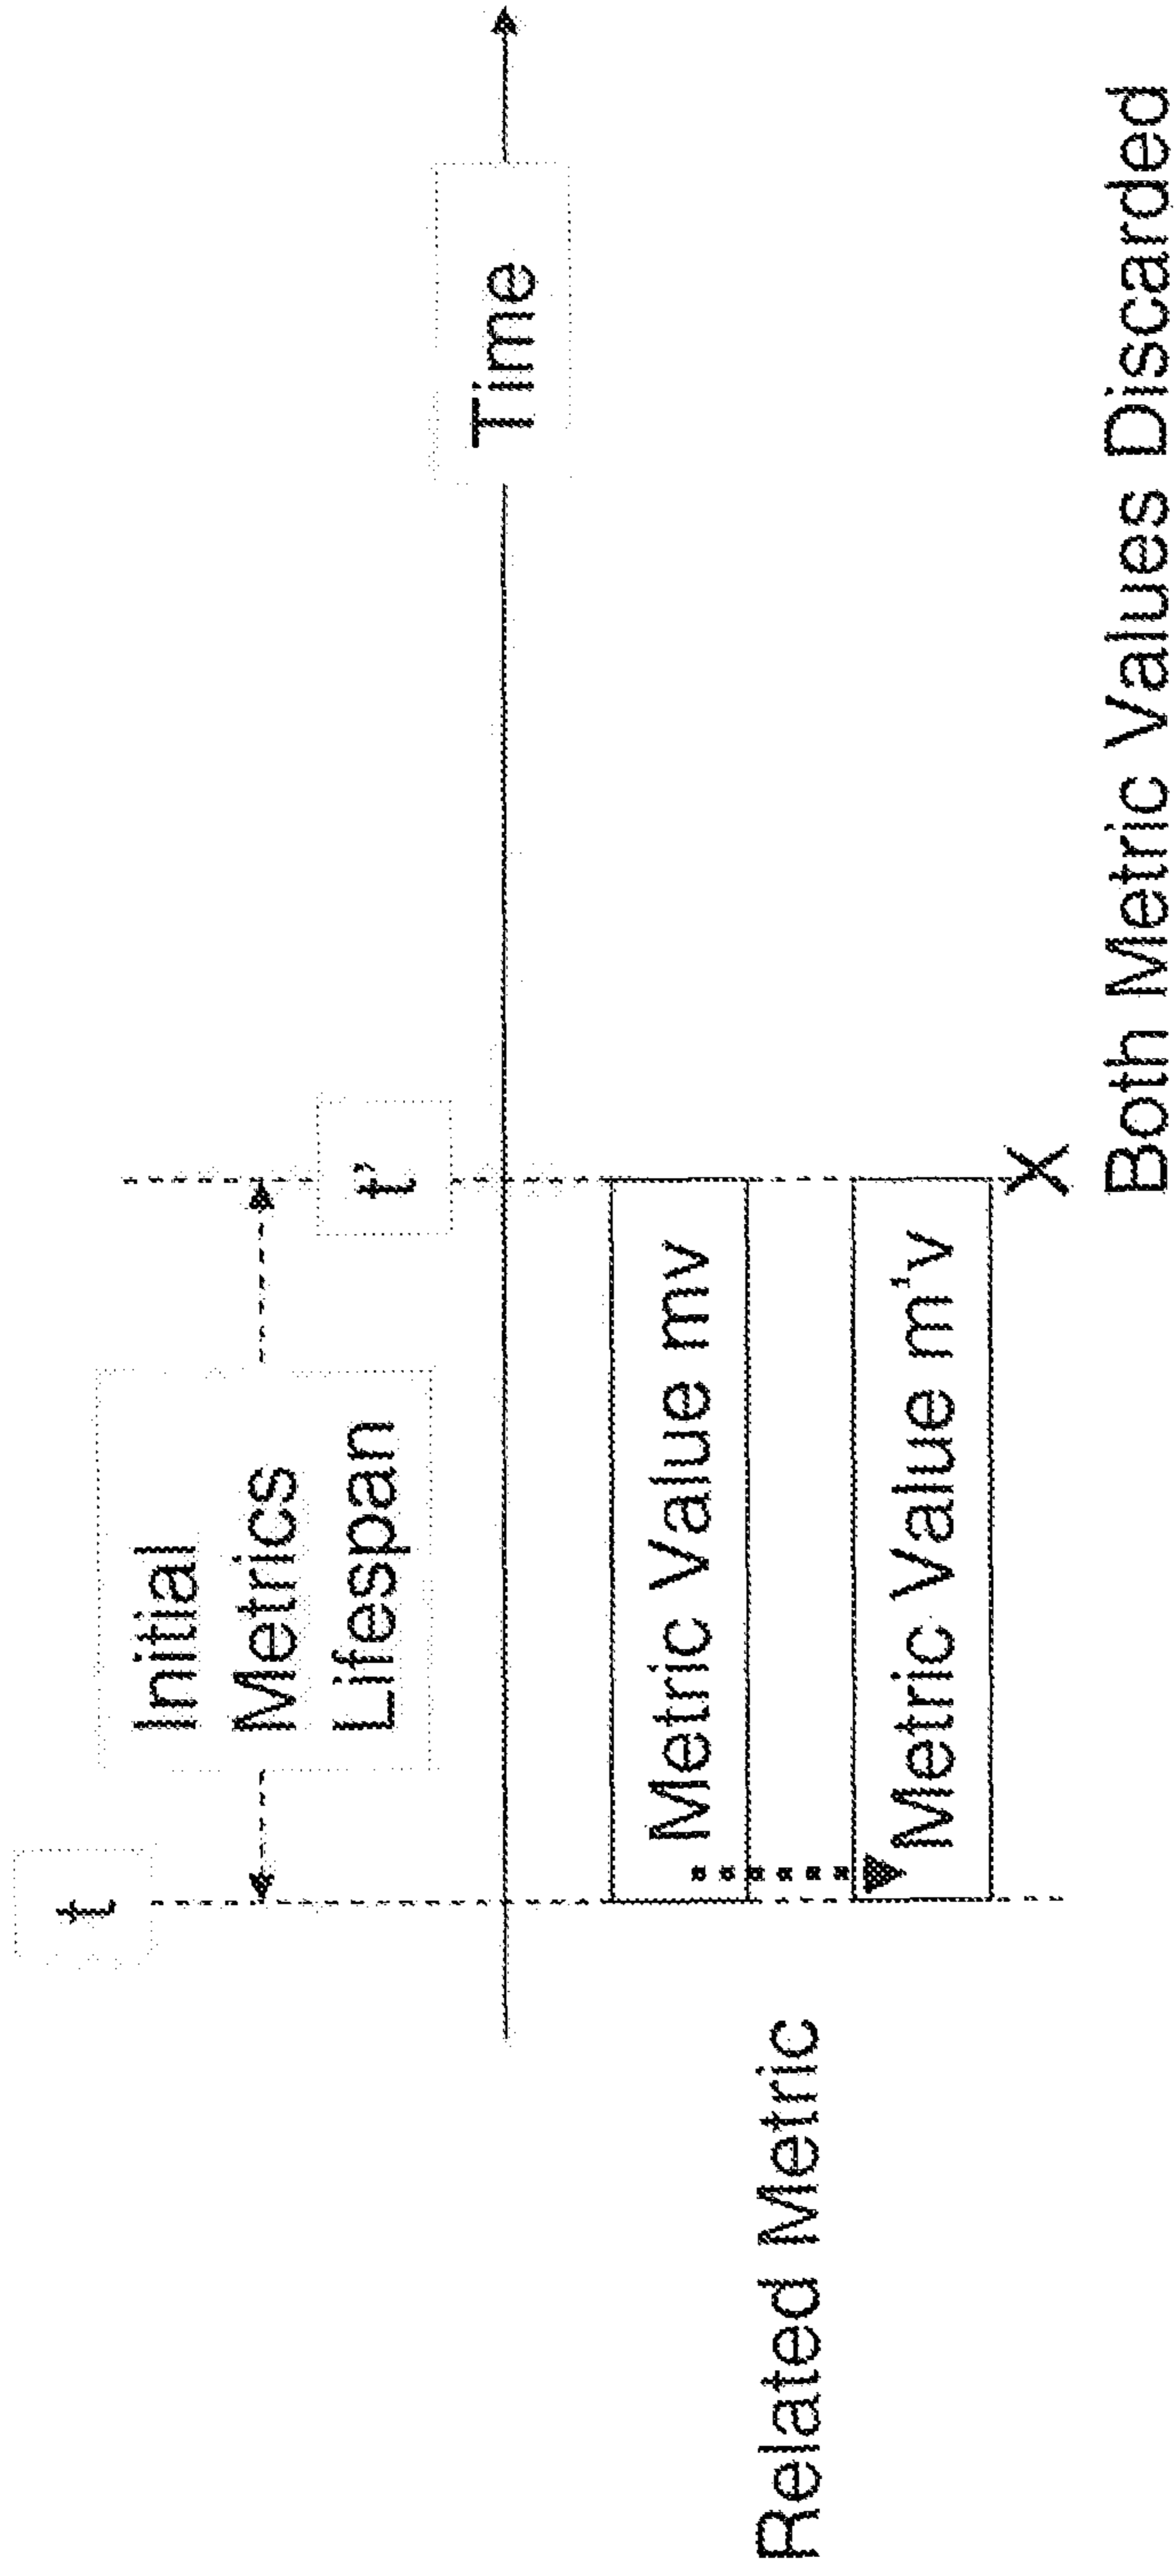 t
Initial
Metrics
Lifespan
t'
Time
Metric Value mv
Related Metric
Metric Value m'v
X
Both Metric Values Discarded